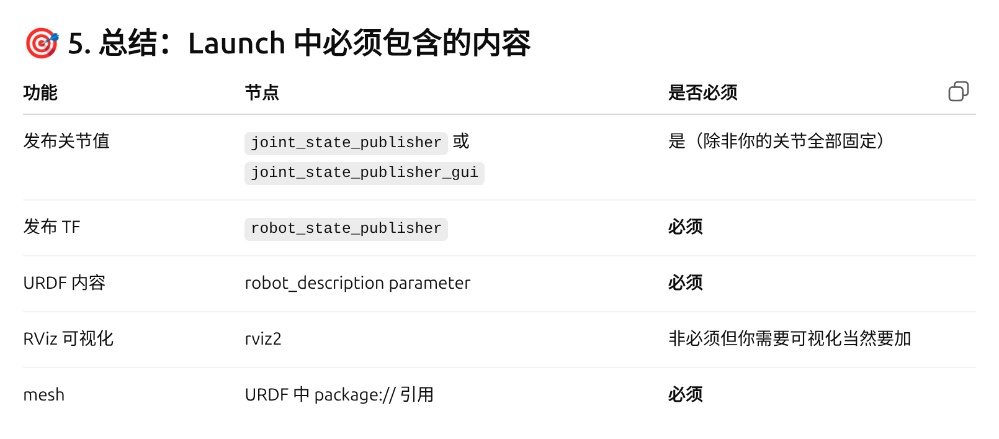 🎯 5. 总结：Launch 中必须包含的内容
功能 节点 是否必须
发布关节值 joint_state_publisher 或 是（除非你的关节全部固定）
joint_state_publisher_gui
发布 TF robot_state_publisher 必须
URDF 内容 robot_description parameter 必须
RViz 可视化 rviz2 非必须但你需要可视化当然要加
mesh URDF 中 package:// 引用 必须